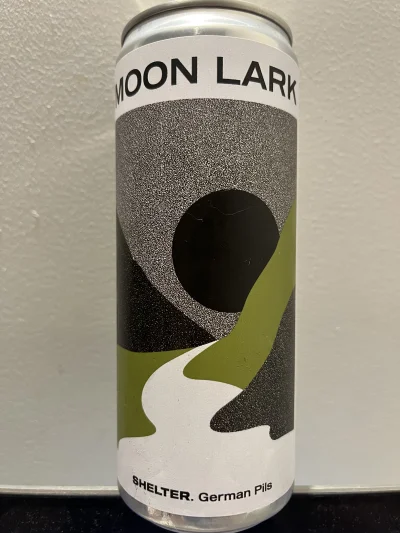 MOON LARK
SHELTER. German Pils